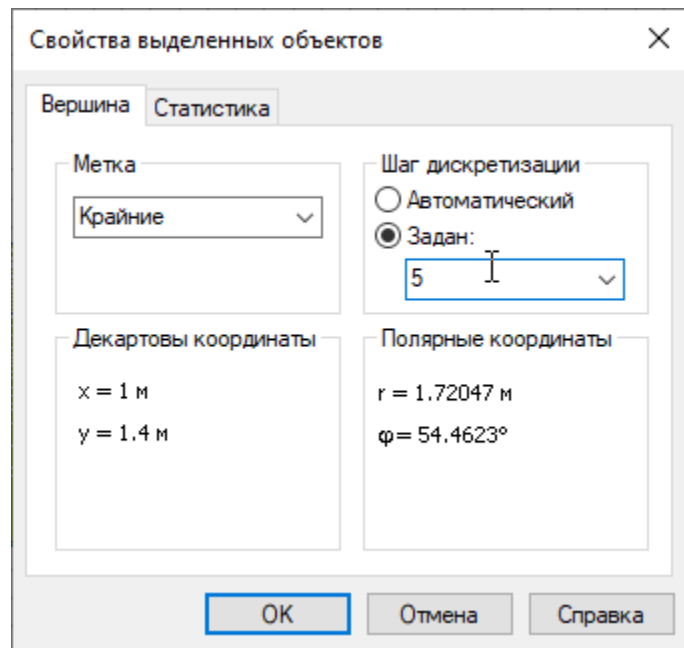 Свойства выделенных объектов
Вершина
Статистика
Метка
Крайние
Шаг дискретизации
Автоматический
Задан:
5
Декартовы координаты
x = 1 м
y = 1.4 м
Полярные координаты
r = 1.72047 м
φ= 54.4623°
OK
Отмена
Справка